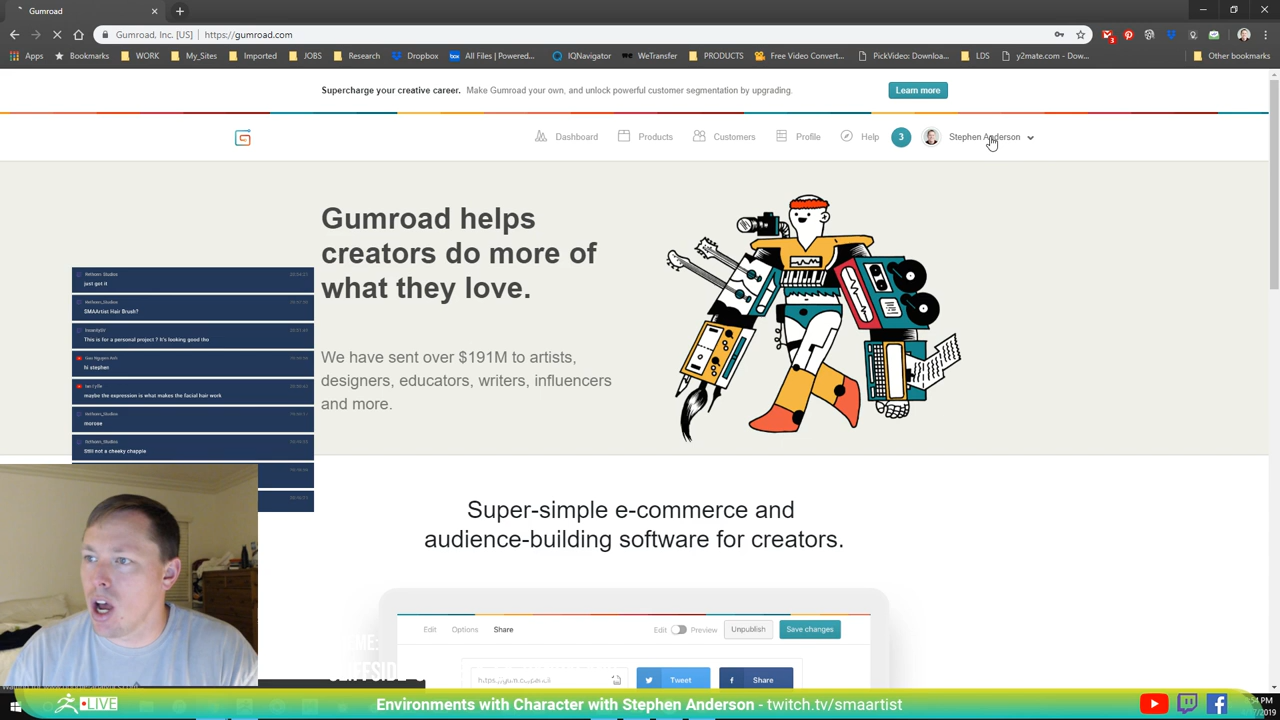 Gumroad, Inc. [US] | https://gumroad.com
Apps Bookmarks WORK My_Sites Imported JOBS Research Dropbox All Files | Powered... IQNavigator WeTransfer PRODUCTS Free Video Convert... PickVideo: Downloa... LDS y2mate.com - Dow... Other bookmarks
Supercharge your creative career. Make Gumroad your own, and unlock powerful customer segmentation by upgrading. Learn more
Dashboard Products Customers Profile Help 3 Stephen Anderson
Gumroad helps
creators do more of
what they love.
just got it
SMAArtist Hair Brush?
This is for a personal project ? It's looking good tho
hi stephen
maybe the expression is what makes the facial hair work
morose
Still not a cheeky chappie
We have sent over $191M to artists,
designers, educators, writers, influencers
and more.
Super-simple e-commerce and
audience-building software for creators.
Edit Options Share Edit Preview Unpublish Save changes
Tweet Share
LIVE Environments with Character with Stephen Anderson - twitch.tv/smaartist